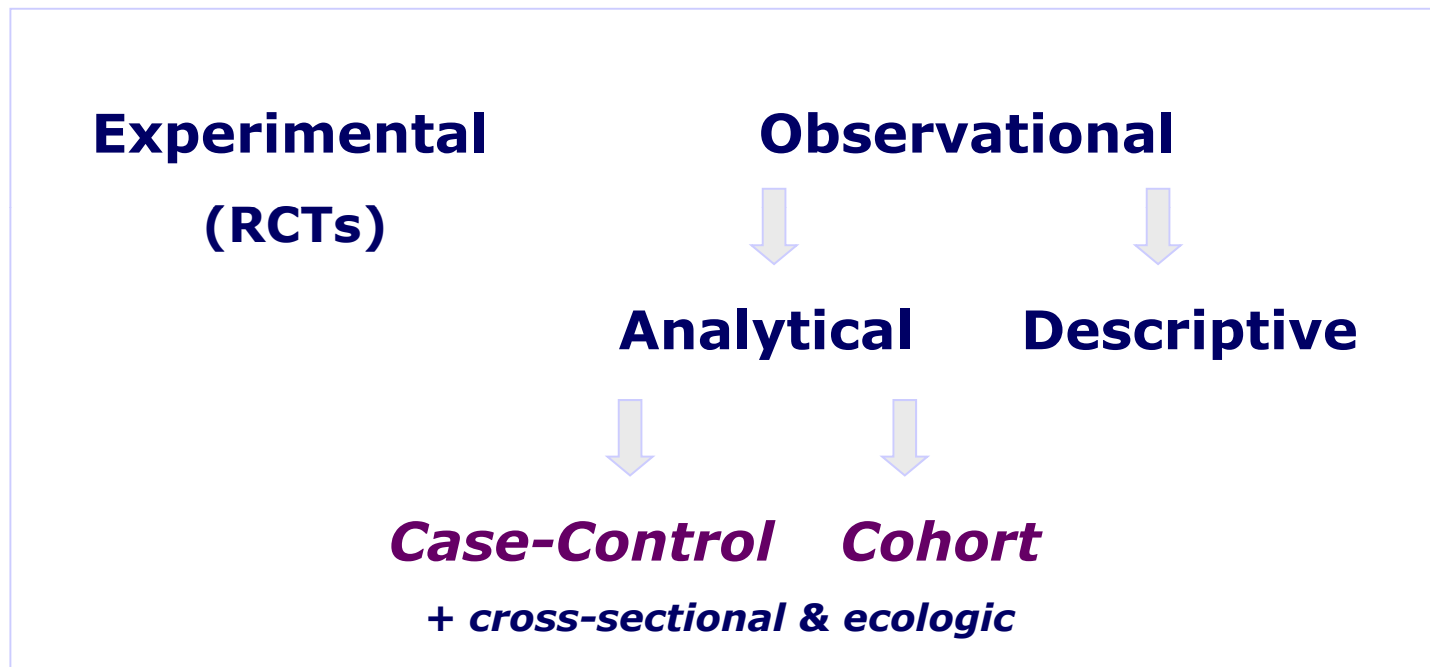 Experimental Observational
(RCTs)
Analytical Descriptive
Case-Control Cohort
+ cross-sectional & ecologic